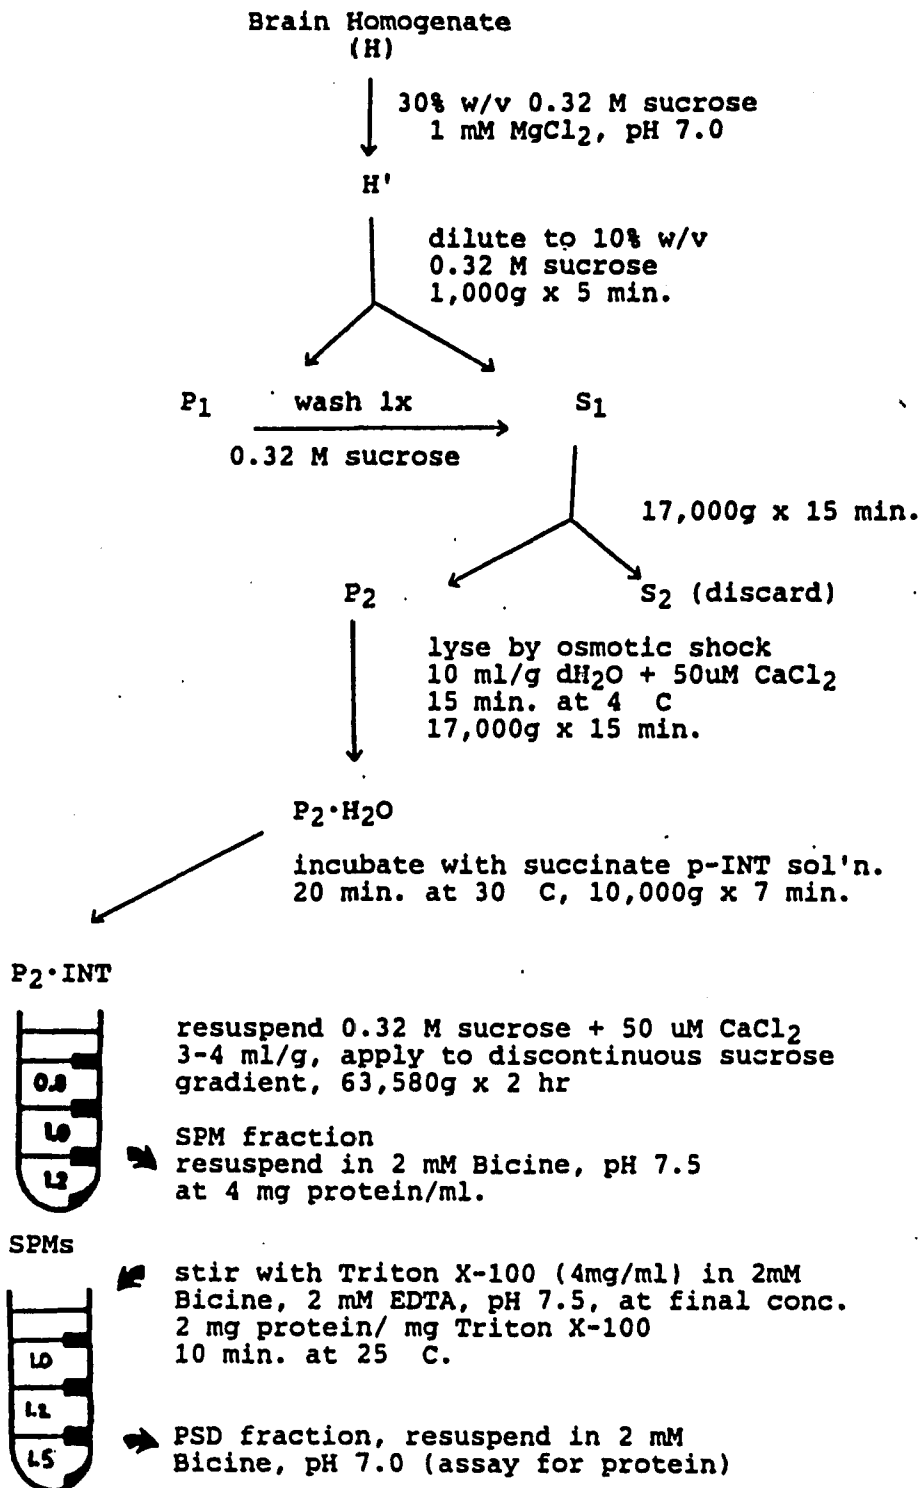 Brain Homogenate
(H)
30% w/v 0.32 M sucrose
1 mM MgCl2, pH 7.0
H'
dilute to 10% w/v
0.32 M sucrose
1,000g x 5 min.
P1
wash 1x
S1
0.32 M sucrose
17,000g x 15 min.
P2
S2 (discard)
lyse by osmotic shock
10 ml/g dH2O + 50uM CaCl2
15 min. at 4 C
17,000g x 15 min.
P2·H2O
incubate with succinate p-INT sol'n.
20 min. at 30 C, 10,000g x 7 min.
P2·INT
resuspend 0.32 M sucrose + 50 uM CaCl2
3-4 ml/g, apply to discontinuous sucrose
gradient, 63,580g x 2 hr
0.8
1.0
1.2
SPM fraction
resuspend in 2 mM Bicine, pH 7.5
at 4 mg protein/ml.
SPMs
stir with Triton X-100 (4mg/ml) in 2mM
Bicine, 2 mM EDTA, pH 7.5, at final conc.
2 mg protein/ mg Triton X-100
10 min. at 25 C.
1.0
1.2
1.5
PSD fraction, resuspend in 2 mM
Bicine, pH 7.0 (assay for protein)